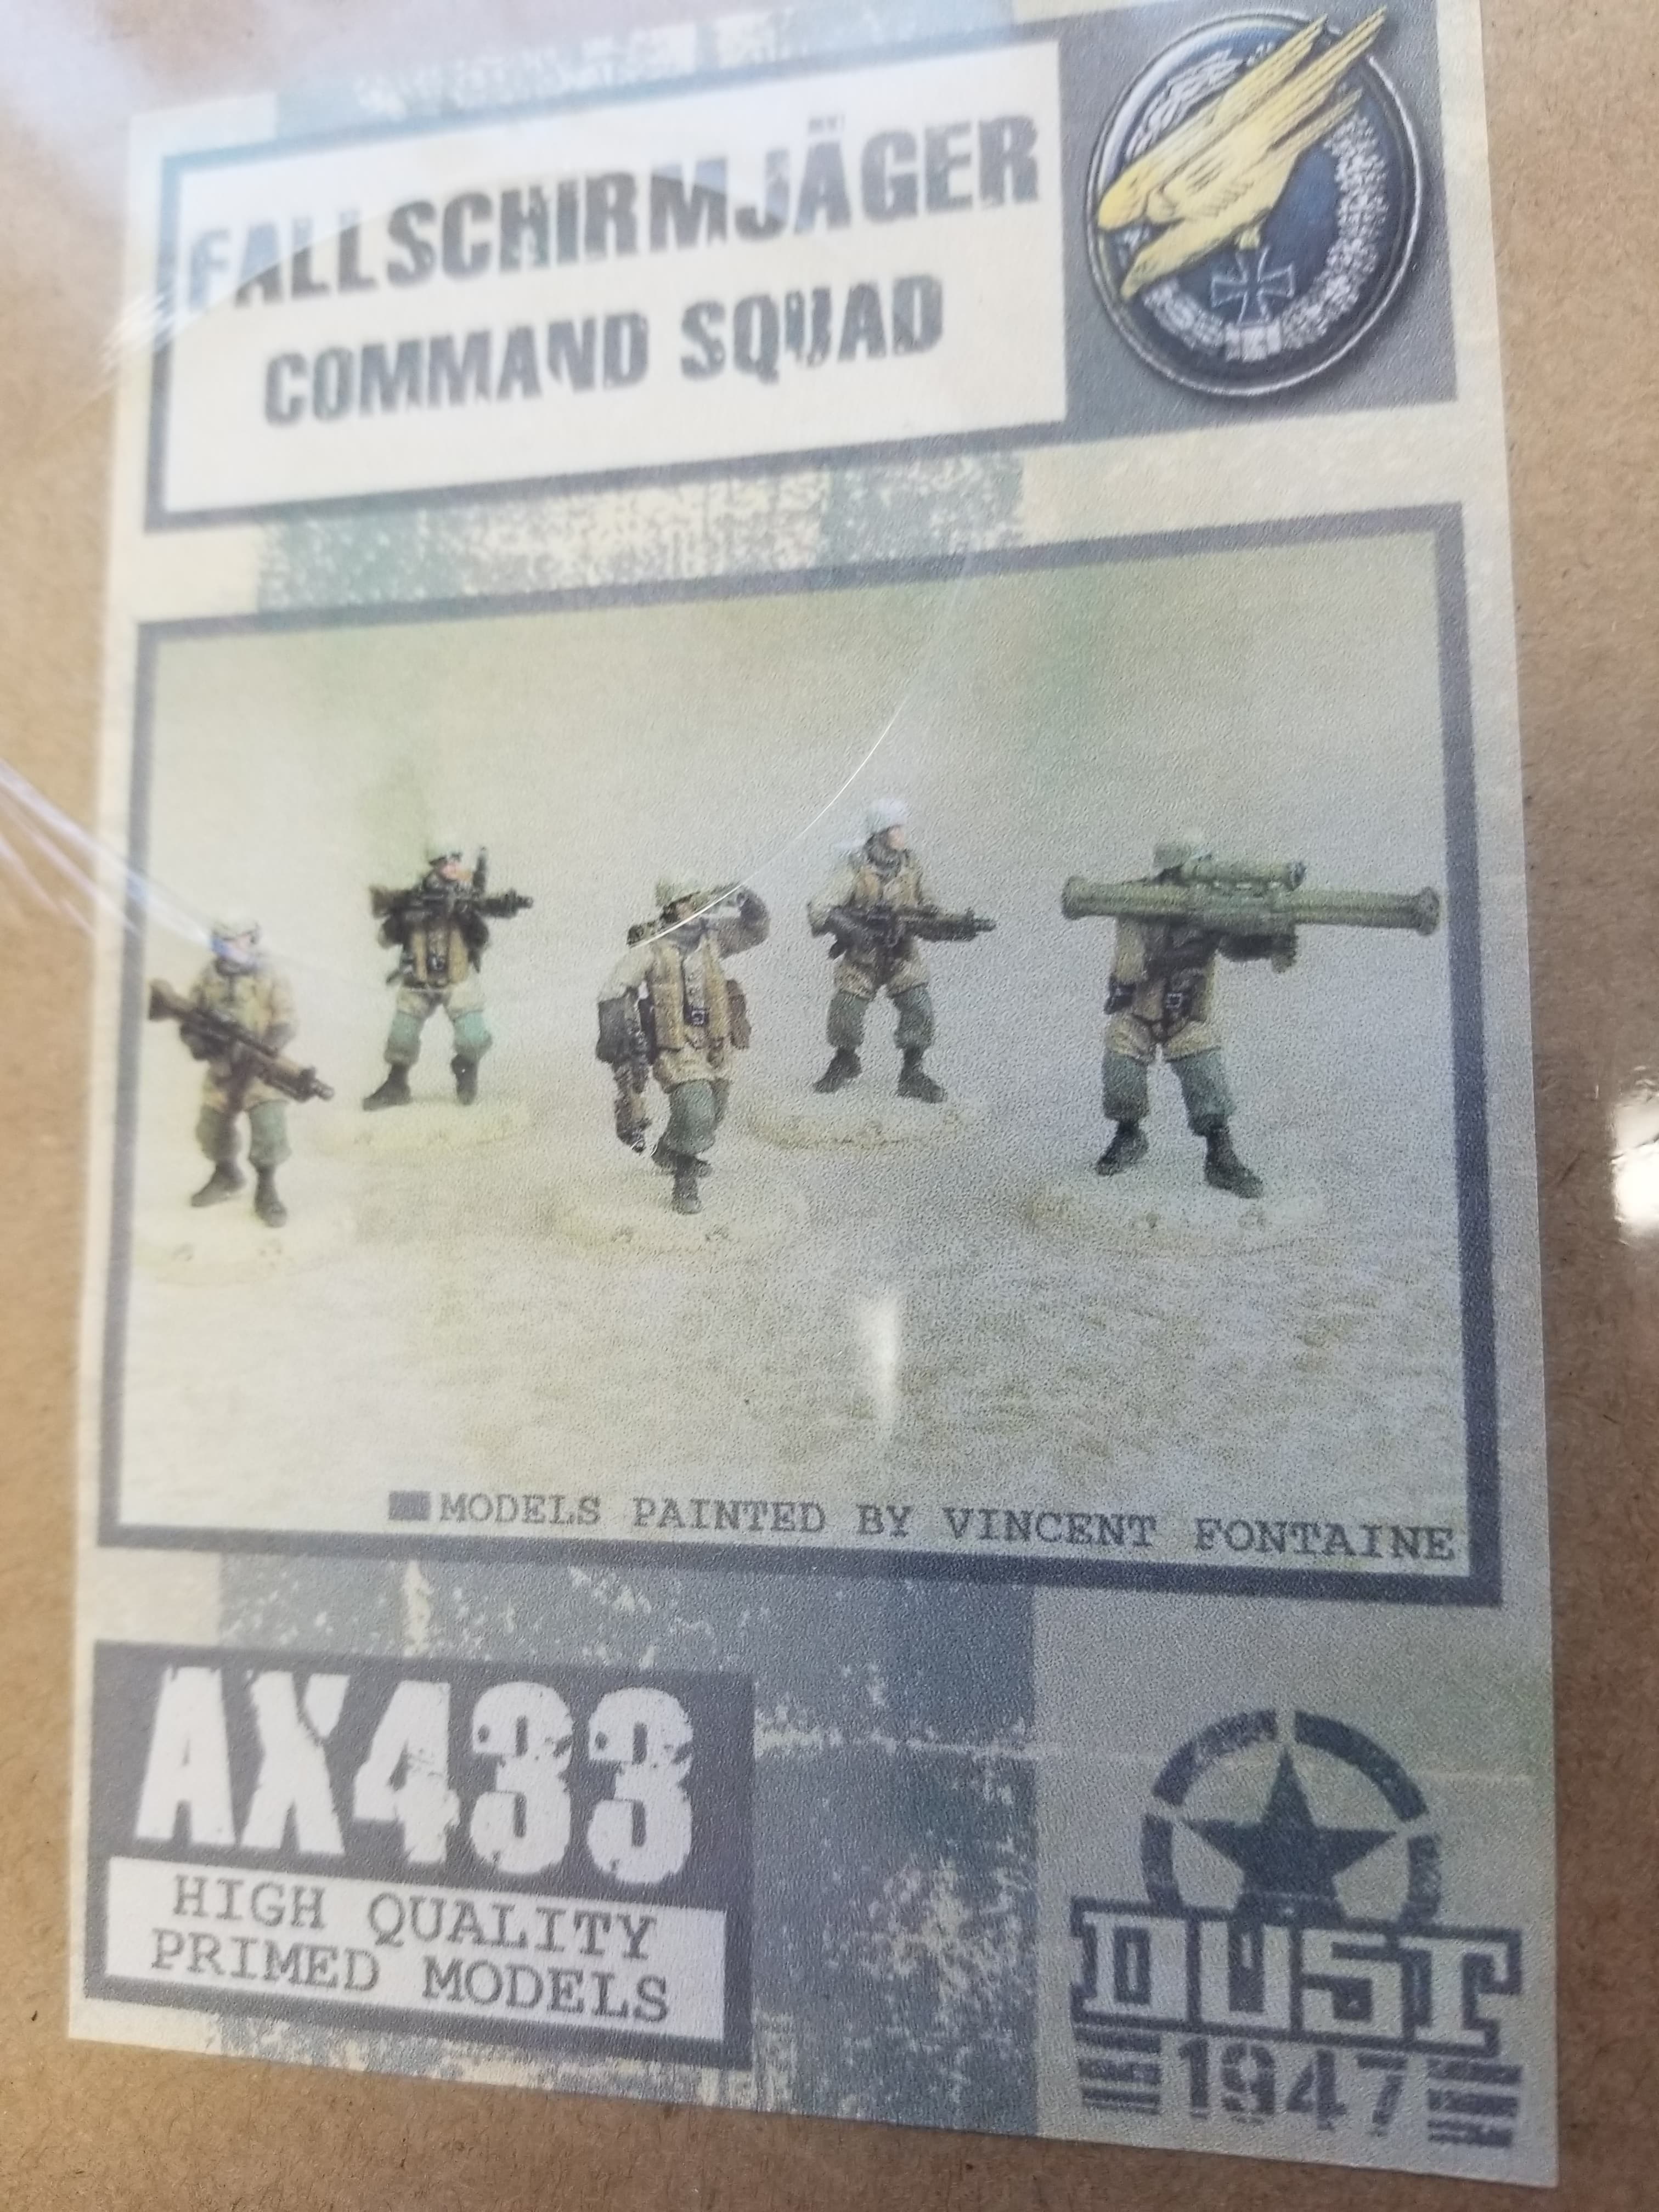 FALLSCHIRMJÄGER
COMMAND SQUAD
MODELS PAINTED BY VINCENT FONTAINE
AX433
HIGH QUALITY
PRIMED MODELS
DUST
1947